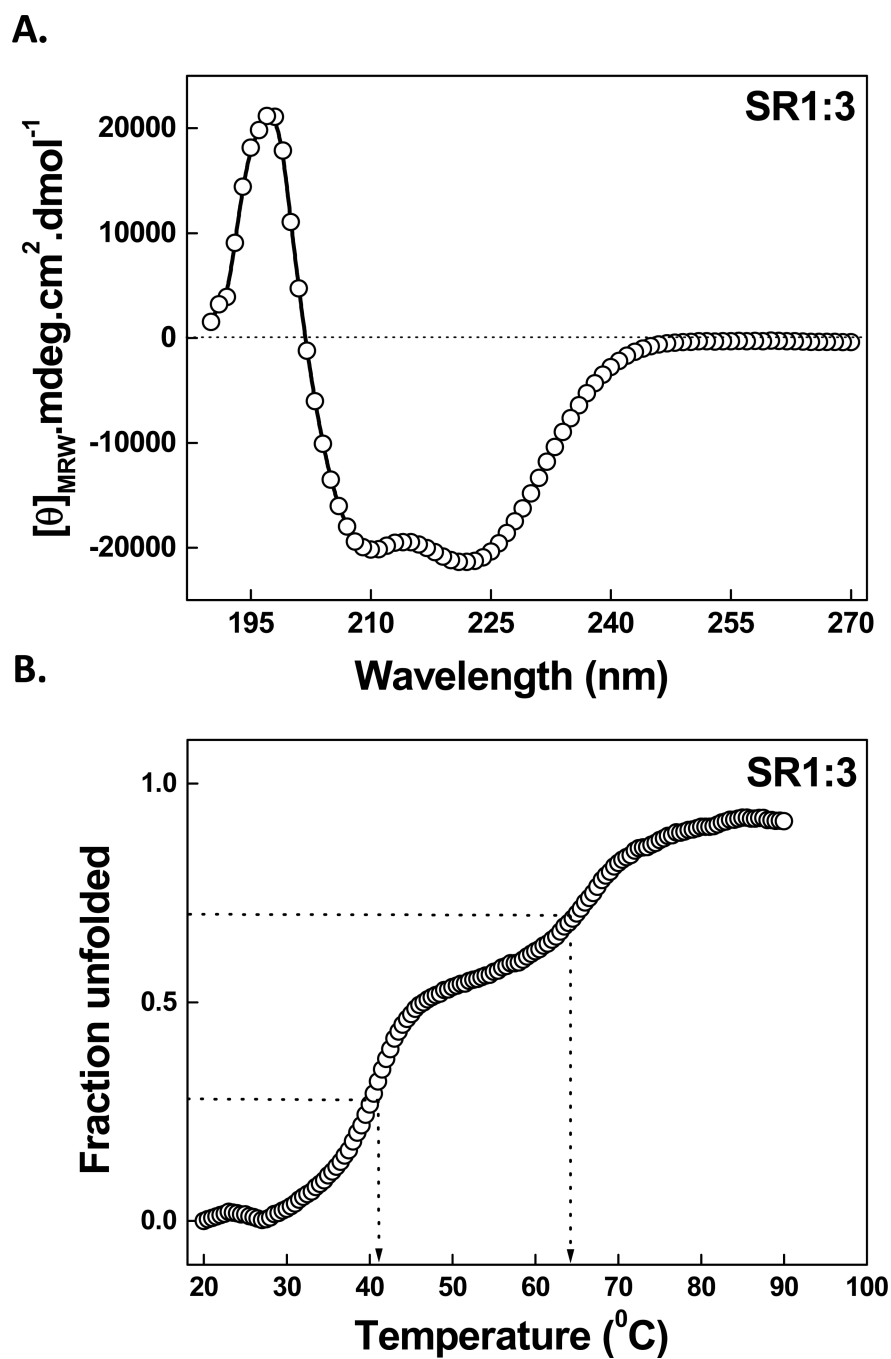 A.
SR1:3
[θ]MRW.mdeg.cm².dmol⁻¹
20000
10000
0
-10000
-20000
195 210 225 240 255 270
Wavelength (nm)
B.
SR1:3
Fraction unfolded
1.0
0.5
0.0
20 30 40 50 60 70 80 90 100
Temperature (⁰C)